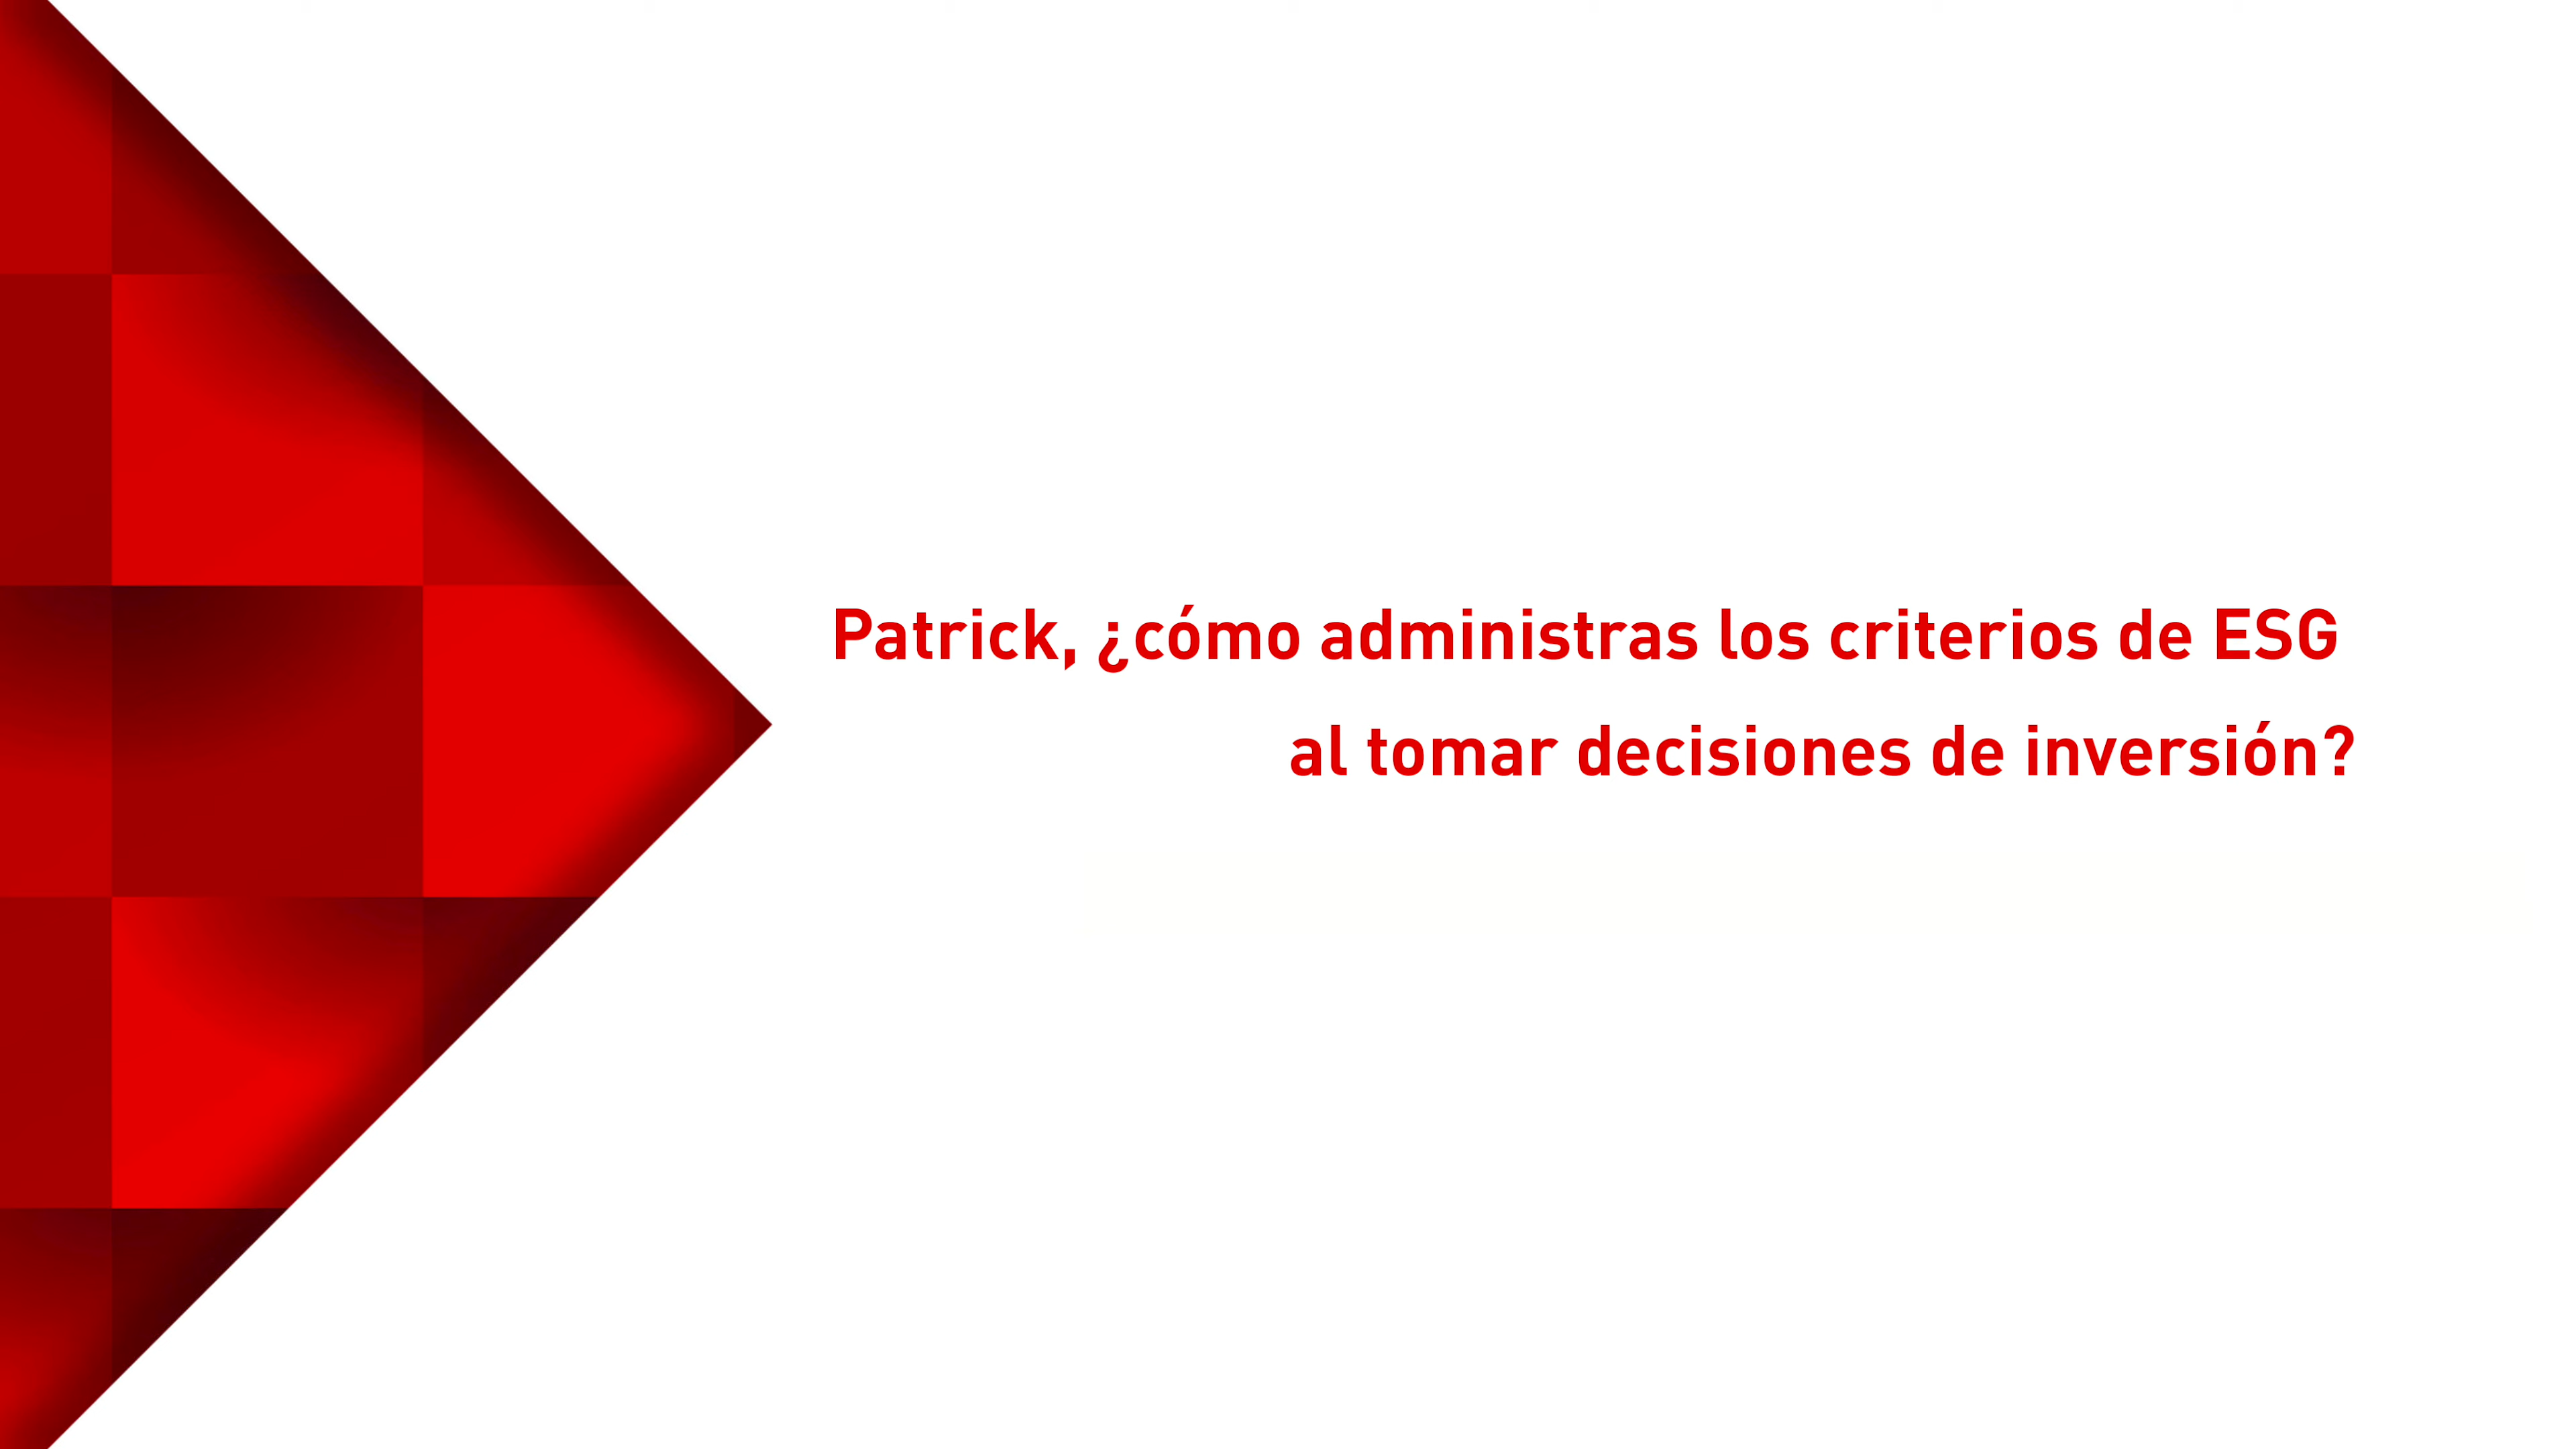 Patrick, ¿cómo administras los criterios de ESG
al tomar decisiones de inversión?